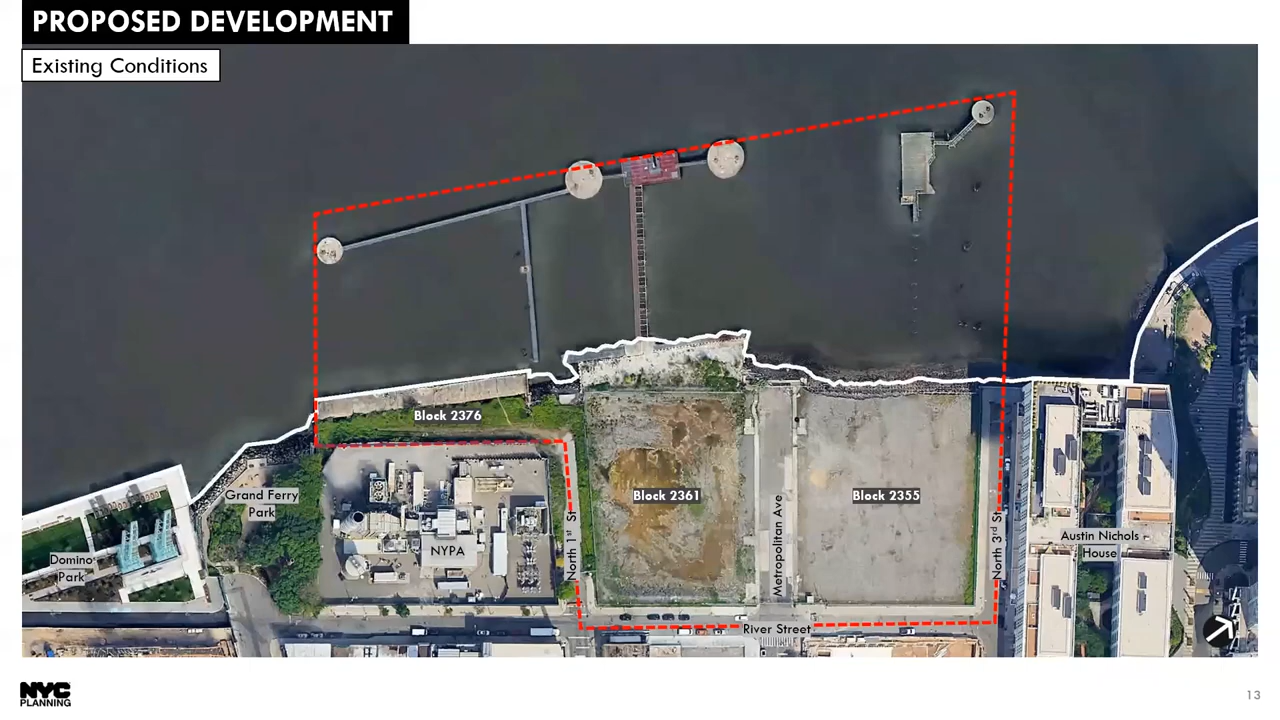 PROPOSED DEVELOPMENT
Existing Conditions
Block 2376
Grand Ferry
Park
Domino
Park
NYPA
North 1st St
Block 2361
Metropolitan Ave
Block 2355
North 3rd St
Austin Nichols
House
River Street
NYC
PLANNING
13